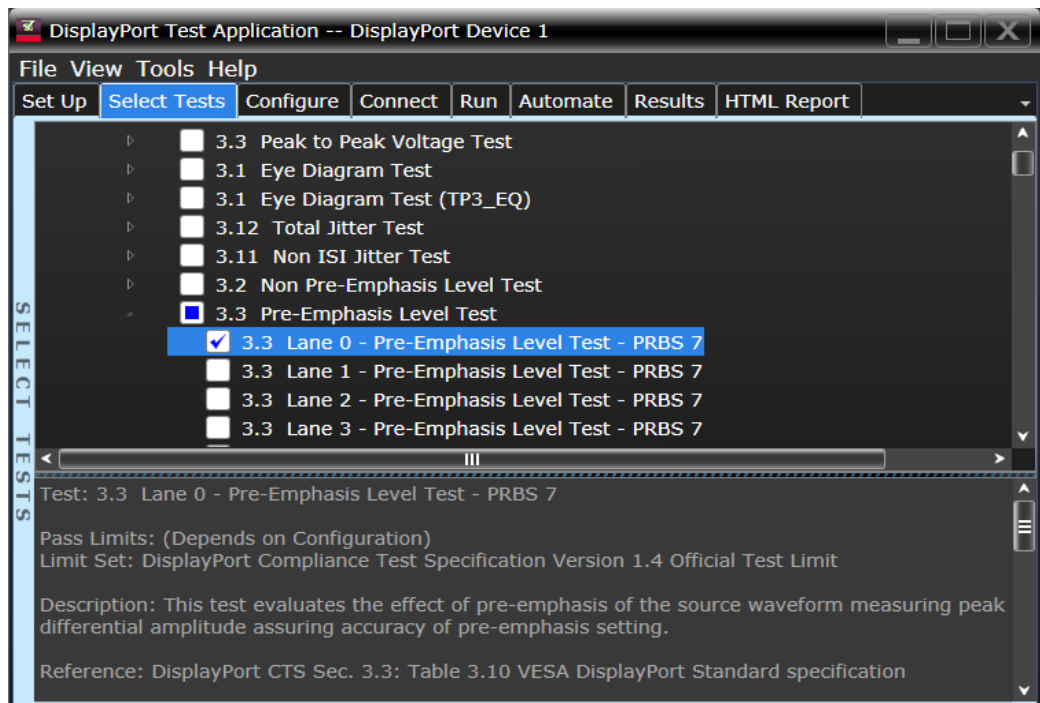 DisplayPort Test Application -- DisplayPort Device 1
File View Tools Help
Set Up Select Tests Configure Connect Run Automate Results HTML Report
SELECT TESTS
3.3 Peak to Peak Voltage Test
3.1 Eye Diagram Test
3.1 Eye Diagram Test (TP3_EQ)
3.12 Total Jitter Test
3.11 Non ISI Jitter Test
3.2 Non Pre-Emphasis Level Test
3.3 Pre-Emphasis Level Test
3.3 Lane 0 - Pre-Emphasis Level Test - PRBS 7
3.3 Lane 1 - Pre-Emphasis Level Test - PRBS 7
3.3 Lane 2 - Pre-Emphasis Level Test - PRBS 7
3.3 Lane 3 - Pre-Emphasis Level Test - PRBS 7
Test: 3.3 Lane 0 - Pre-Emphasis Level Test - PRBS 7
Pass Limits: (Depends on Configuration)
Limit Set: DisplayPort Compliance Test Specification Version 1.4 Official Test Limit
Description: This test evaluates the effect of pre-emphasis of the source waveform measuring peak
differential amplitude assuring accuracy of pre-emphasis setting.
Reference: DisplayPort CTS Sec. 3.3: Table 3.10 VESA DisplayPort Standard specification